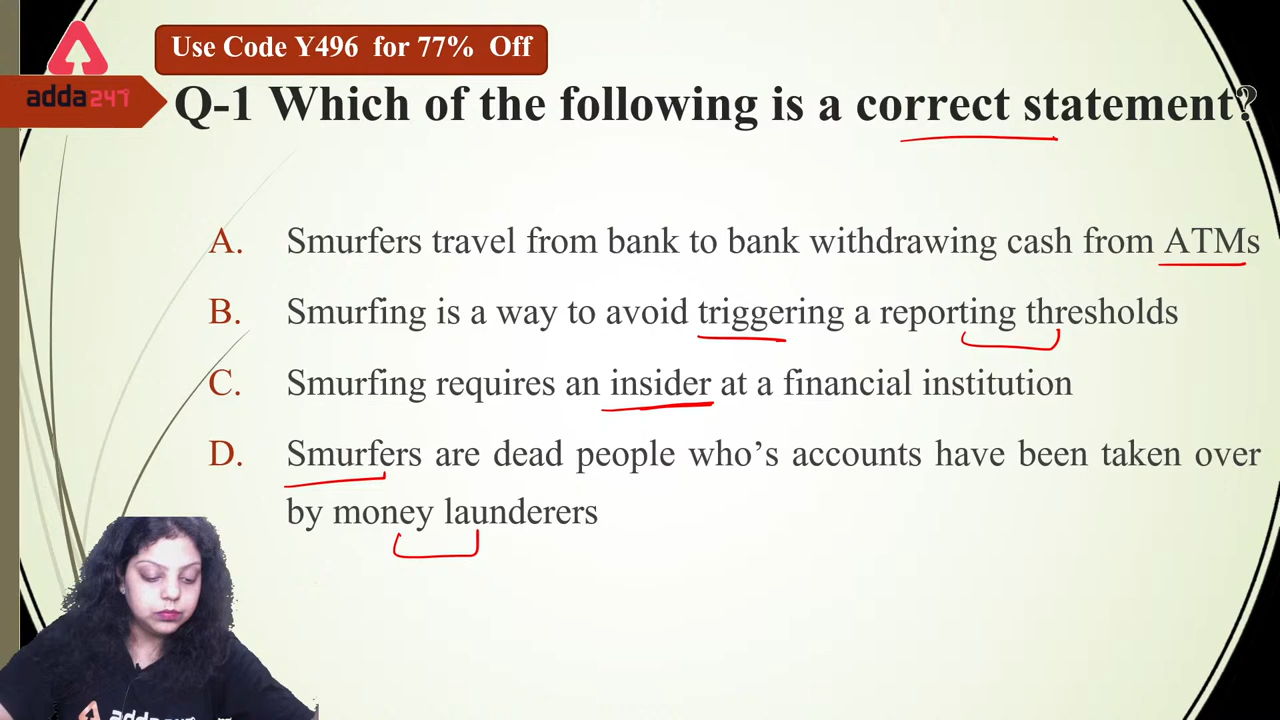 Use Code Y496 for 77% Off
adda247
Q-1 Which of the following is a correct statement?
A. Smurfers travel from bank to bank withdrawing cash from ATMs
B. Smurfing is a way to avoid triggering a reporting thresholds
C. Smurfing requires an insider at a financial institution
D. Smurfers are dead people who's accounts have been taken over
by money launderers
adda247